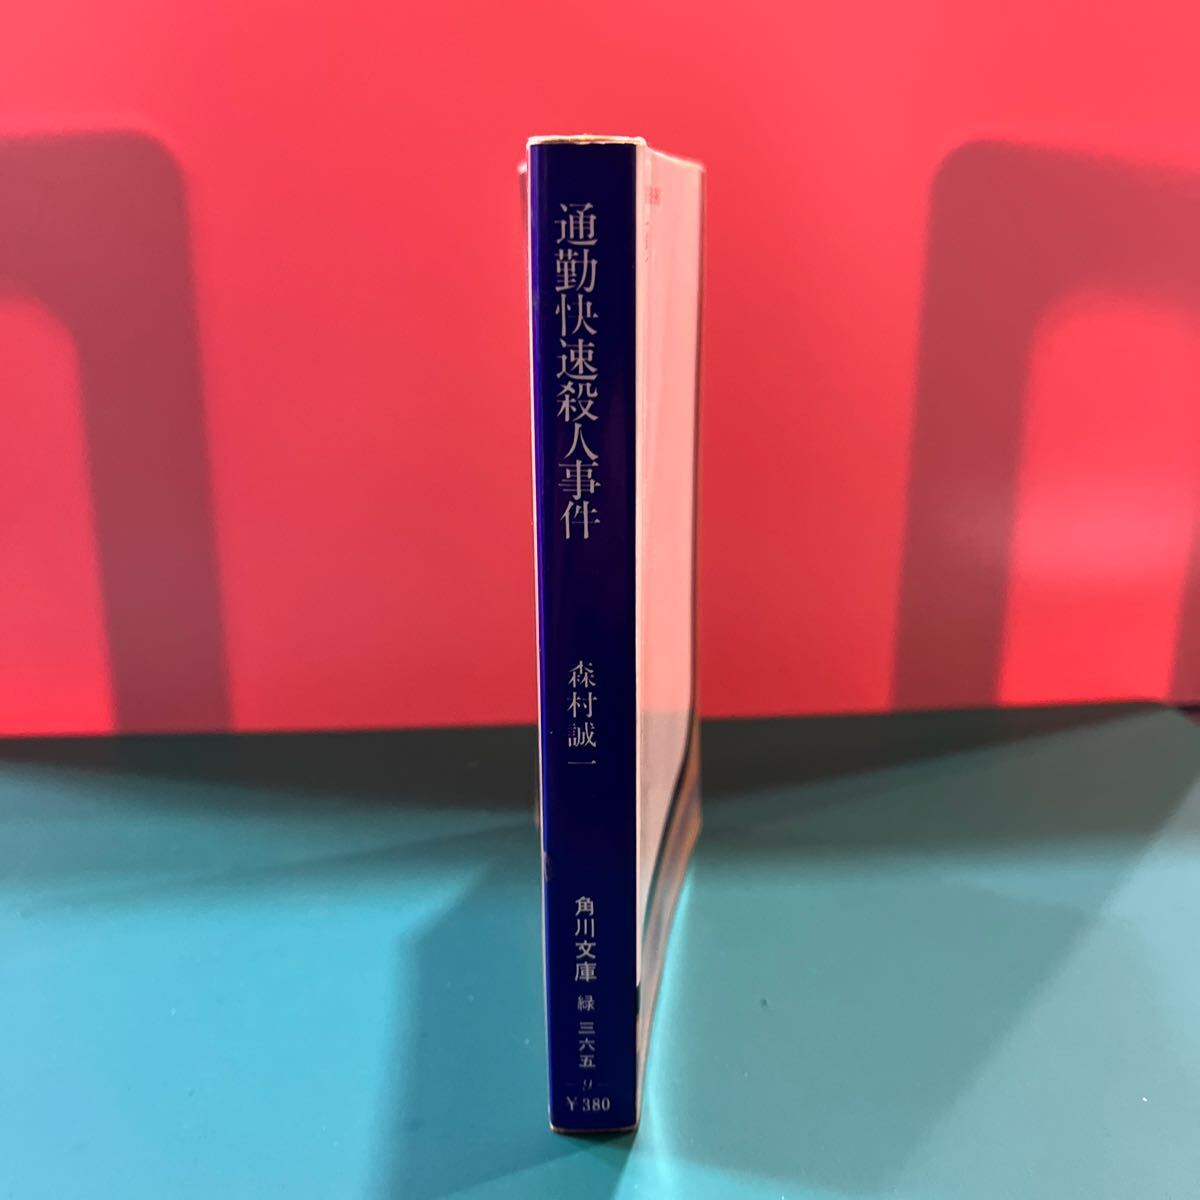 通勤快速殺人事件
森村誠一
角川文庫
緑 三六五
—9—
¥380